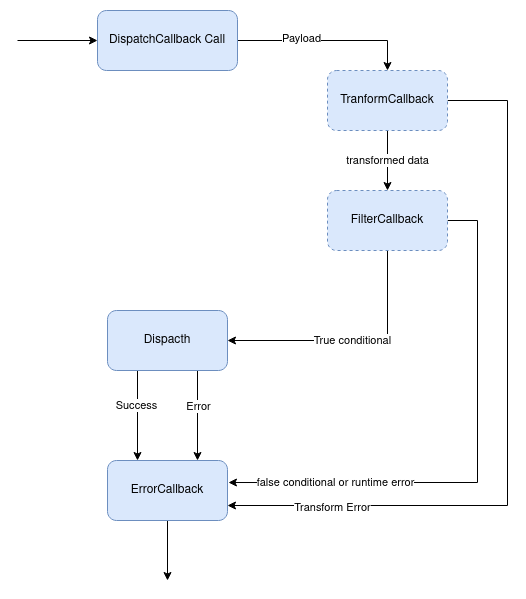 DispatchCallback Call
Payload
TranformCallback
transformed data
FilterCallback
Dispacth
True conditional
Success
Error
ErrorCallback
false conditional or runtime error
Transform Error